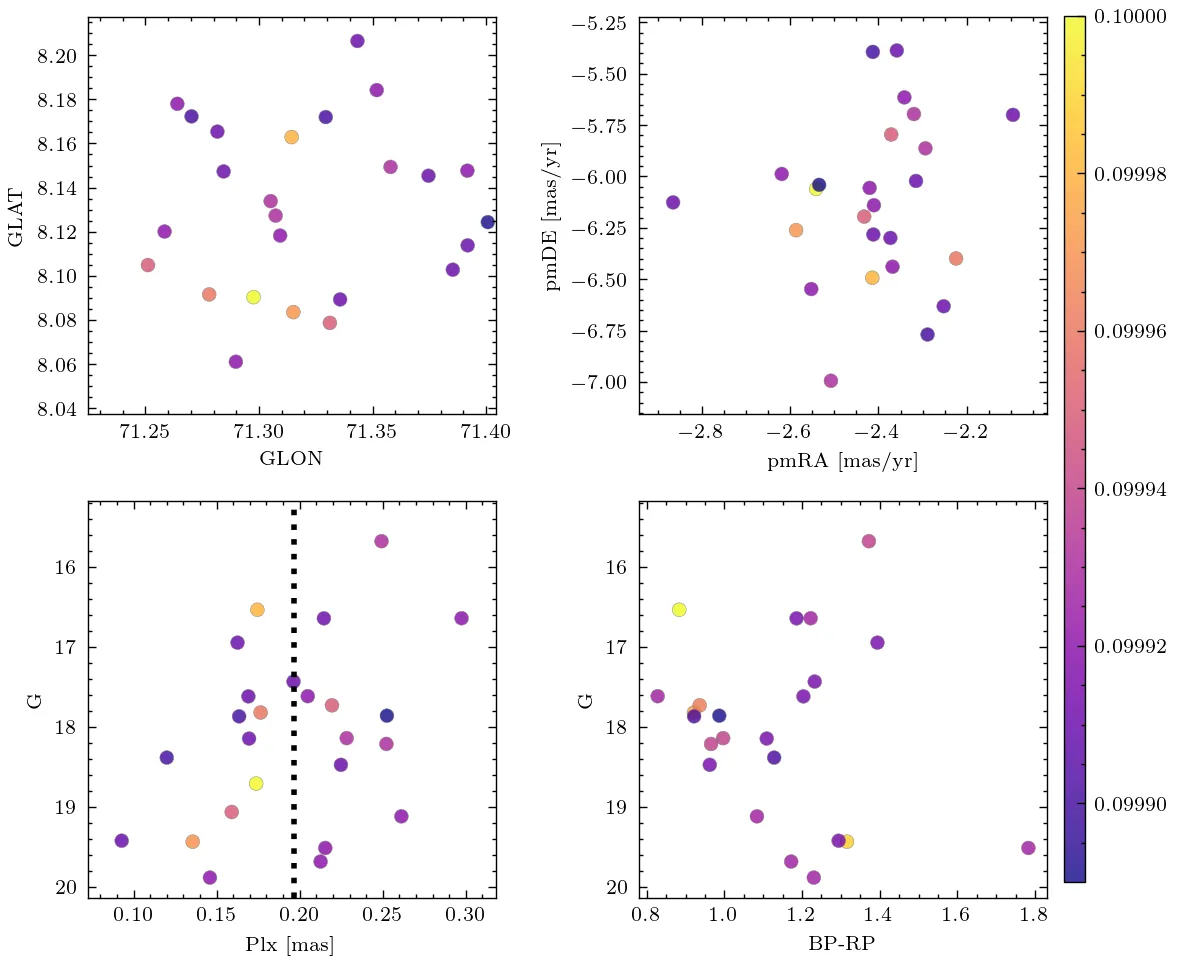 8.20
8.18
8.16
8.14
8.12
8.10
8.08
8.06
8.04
GLAT
71.25 71.30 71.35 71.40
GLON
−5.25
−5.50
−5.75
−6.00
−6.25
−6.50
−6.75
−7.00
pmDE [mas/yr]
−2.8 −2.6 −2.4 −2.2
pmRA [mas/yr]
16
17
18
19
20
G
0.10 0.15 0.20 0.25 0.30
Plx [mas]
16
17
18
19
20
G
0.8 1.0 1.2 1.4 1.6 1.8
BP-RP
0.10000
0.09998
0.09996
0.09994
0.09992
0.09990